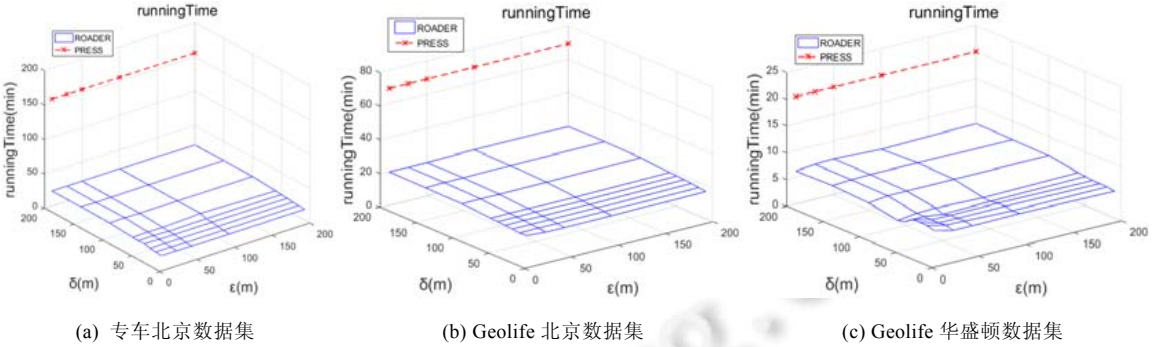 runningTime
ROADER
PRESS
runningTime(min)
200
150
100
50
0
200
150
100
50
0
δ(m)
0
50
100
150
200
ε(m)
(a) 专车北京数据集
runningTime
ROADER
PRESS
runningTime(min)
80
60
40
20
0
200
150
100
50
0
δ(m)
0
50
100
150
200
ε(m)
(b) Geolife 北京数据集
runningTime
ROADER
PRESS
runningTime(min)
25
20
15
10
5
0
200
150
100
50
0
δ(m)
0
50
100
150
200
ε(m)
(c) Geolife 华盛顿数据集